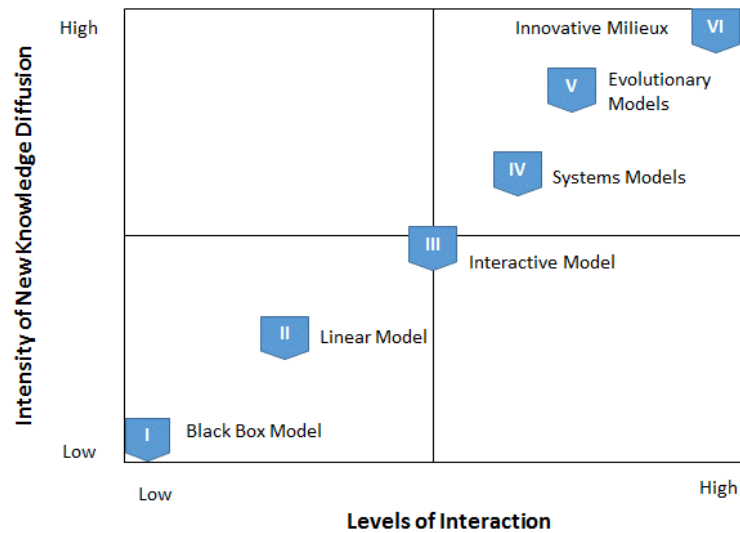 High
Innovative Milieux
VI
V
Evolutionary
Models
IV
Systems Models
Intensity of New Knowledge Diffusion
III
Interactive Model
II
Linear Model
I
Black Box Model
Low
Low
High
Levels of Interaction